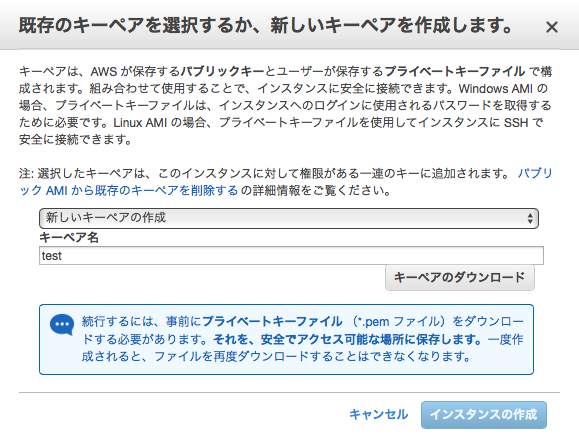 既存のキーペアを選択するか、新しいキーペアを作成します。 ×
キーペアは、AWS が保存するパブリックキーとユーザーが保存するプライベートキーファイル で構
成されます。組み合わせて使用することで、インスタンスに安全に接続できます。Windows AMI の
場合、プライベートキーファイルは、インスタンスへのログインに使用されるパスワードを取得する
ために必要です。Linux AMI の場合、プライベートキーファイルを使用してインスタンスに SSH で
安全に接続できます。
注: 選択したキーペアは、このインスタンスに対して権限がある一連のキーに追加されます。 パブリ
ック AMI から既存のキーペアを削除する の詳細情報をご覧ください。
新しいキーペアの作成
キーペア名
test
キーペアのダウンロード
続行するには、事前にプライベートキーファイル （*.pem ファイル）をダウンロー
ドする必要があります。それを、安全でアクセス可能な場所に保存します。一度作
成されると、ファイルを再度ダウンロードすることはできなくなります。
キャンセル
インスタンスの作成